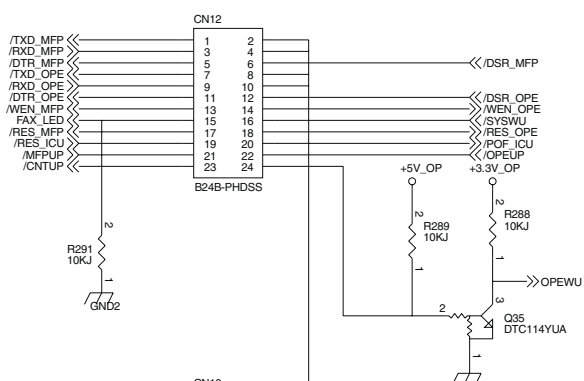 CN12
/TXD_MFP 1 2
/RXD_MFP 3 4
/DTR_MFP 5 6 /DSR_MFP
/TXD_OPE 7 8
/RXD_OPE 9 10
/DTR_OPE 11 12 /DSR_OPE
/WEN_MFP 13 14 /WEN_OPE
FAX_LED 15 16 /SYSWU
/RES_MFP 17 18 /RES_OPE
/RES_ICU 19 20 /POF_ICU
/MFPUP 21 22 /OPEUP
/CNTUP 23 24
B24B-PHDSS
+5V_OP +3.3V_OP
2 2
R289 R288
10KJ 10KJ
1 1
2
R291
10KJ
1
GND2
OPEWU
3
2
Q35
DTC114YUA
1